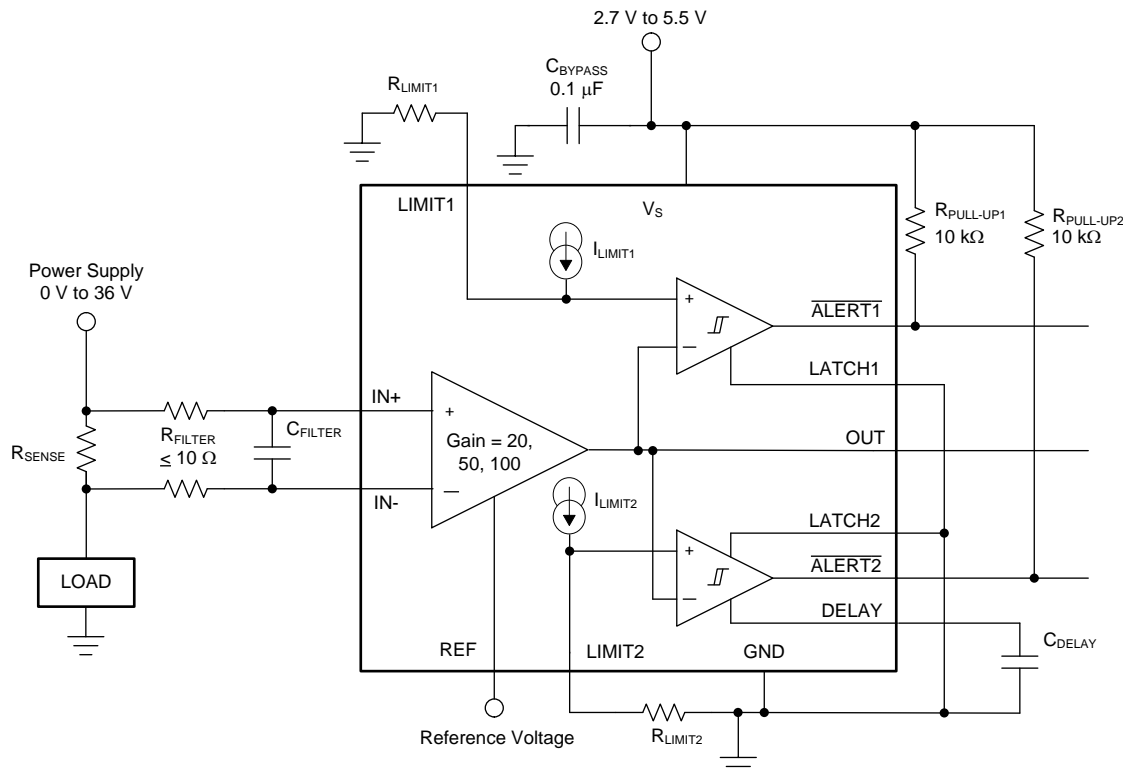 2.7 V to 5.5 V
CBYPASS
0.1 μF
RLIMIT1
LIMIT1
VS
RPULL-UP1
10 kΩ
RPULL-UP2
10 kΩ
ILIMIT1
Power Supply
0 V to 36 V
+
ALERT1
−
LATCH1
IN+
+
RFILTER
≤ 10 Ω
CFILTER
RSENSE
Gain = 20,
50, 100
OUT
−
IN-
ILIMIT2
LATCH2
+
ALERT2
LOAD
−
DELAY
REF
LIMIT2
GND
CDELAY
Reference Voltage
RLIMIT2